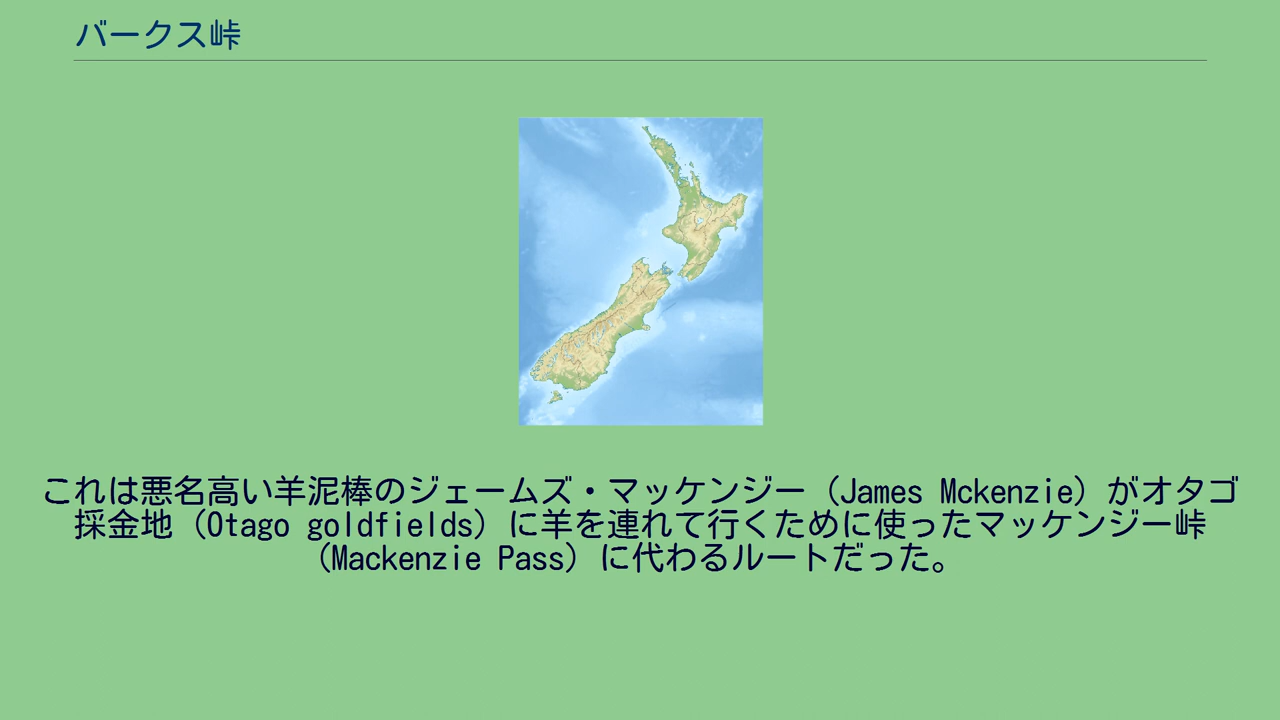 バークス峠
これは悪名高い羊泥棒のジェームズ・マッケンジー（James Mckenzie）がオタゴ
採金地（Otago goldfields）に羊を連れて行くために使ったマッケンジー峠
（Mackenzie Pass）に代わるルートだった。